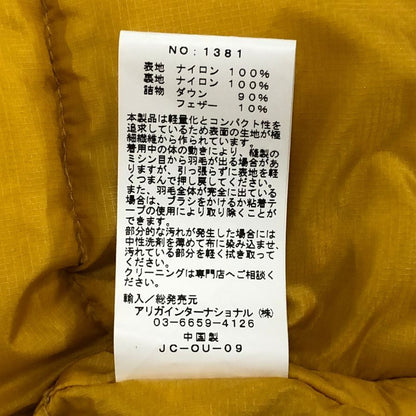 NO：1381
表地　ナイロン　100％
裏地　ナイロン　100％
詰物　ダウン　90％
フェザー　10％
本製品は軽量化とコンパクト性を
追求しているため表面の生地が極
細繊維から作られています。縫製の
着用中の体の動きにより、
ミシン目から羽毛が出る場合があ
りますが、引っ張らずに表地を軽
くつまんで押し戻してください。
また、羽毛全体が完全に出ている
場合は、ブラシをかけるか粘着テ
ープの使用により取り除くことが
できます。
部分的な汚れが発生した場合には
中性洗剤を薄めて布に染み込ませ、
汚れている部分を軽く拭き取って
ください。
クリーニングは専門店へご相談く
ださい。
輸入／総発売元
アリガインターナショナル（株）
03-6659-4126
中国製
JC-OU-09